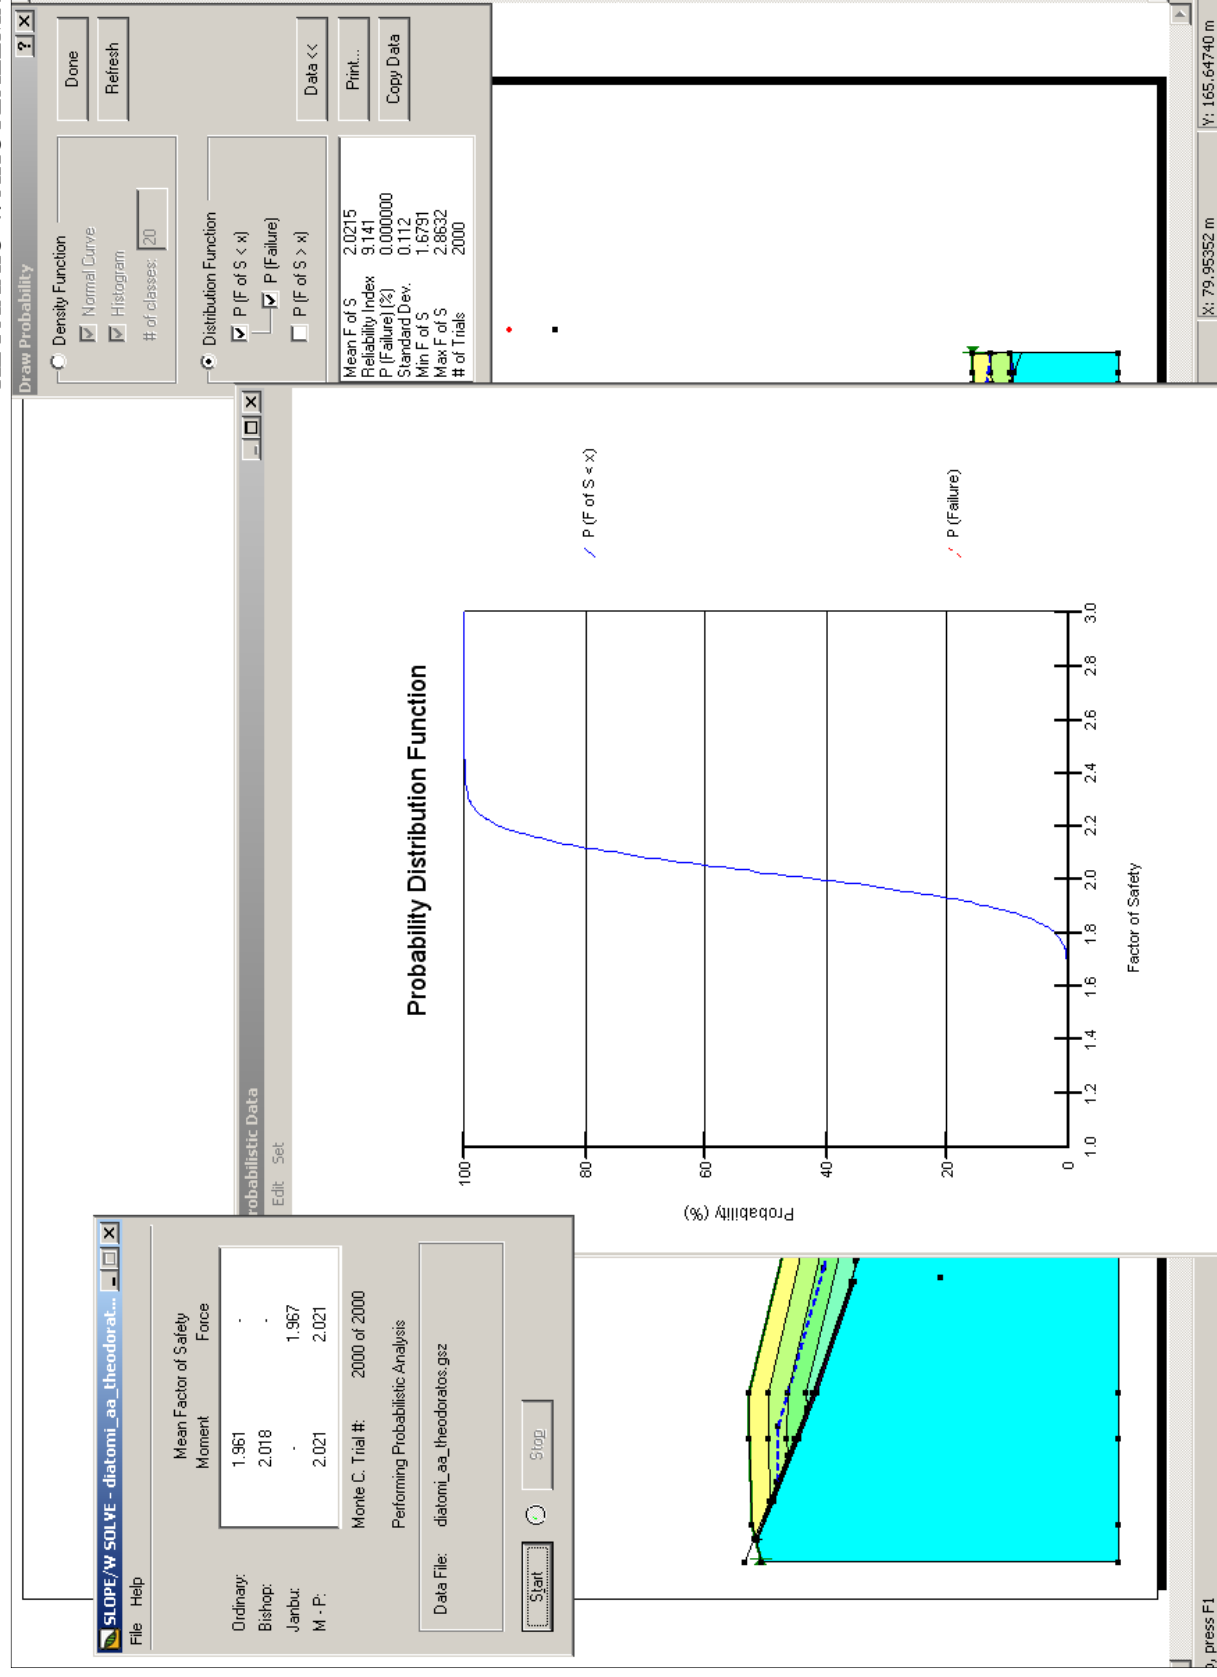 SLOPE/W SOLVE - diatomi_aa_theodorat...
File Help
Mean Factor of Safety
Moment Force
Ordinary: 1.961 -
Bishop: 2.018 -
Janbu: - 1.967
M - P: 2.021 2.021
Monte C. Trial #: 2000 of 2000
Performing Probabilistic Analysis
Data File: diatomi_aa_theodoratos.gsz
Start Stop
robabilistic Data
Edit Set
Probability Distribution Function
Probability (%)
100
80
60
40
20
0
1.0 1.2 1.4 1.6 1.8 2.0 2.2 2.4 2.6 2.8 3.0
Factor of Safety
P (F of S < x)
P (Failure)
Draw Probability
Density Function
Normal Curve
Histogram
# of classes: 20
Done
Refresh
Distribution Function
P (F of S < x)
P (Failure)
P (F of S > x)
Data <<
Print...
Copy Data
Mean F of S 2.0215
Reliability Index 9.141
P (Failure) (%) 0.000000
Standard Dev. 0.112
Min F of S 1.6791
Max F of S 2.8632
# of Trials 2000
, press F1
X: 79.95352 m
Y: 165.64740 m